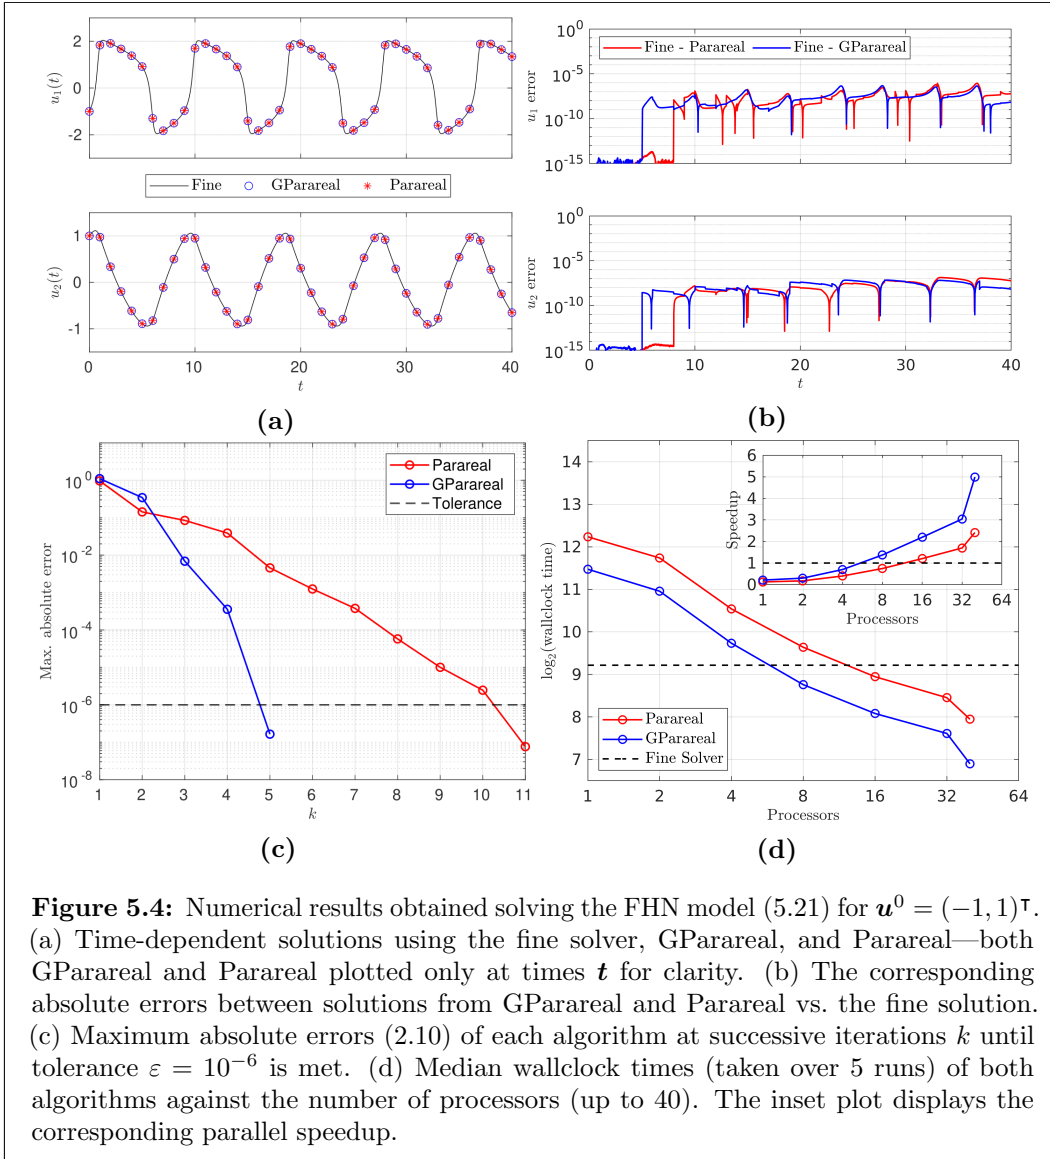 2
0
-2
u₁(t)
Fine GParareal Parareal
1
0
-1
u₂(t)
0 10 20 30 40
t
(a)
10⁰
10⁻⁵
10⁻¹⁰
10⁻¹⁵
u₁ error
Fine - Parareal Fine - GParareal
10⁰
10⁻⁵
10⁻¹⁰
10⁻¹⁵
u₂ error
0 10 20 30 40
t
(b)
10⁰
10⁻²
10⁻⁴
10⁻⁶
10⁻⁸
Max. absolute error
Parareal
GParareal
Tolerance
1 2 3 4 5 6 7 8 9 10 11
k
(c)
14
13
12
11
10
9
8
7
log₂(wallclock time)
6
5
4
3
2
1
0
Speedup
1 2 4 8 16 32 64
Processors
Parareal
GParareal
Fine Solver
1 2 4 8 16 32 64
Processors
(d)
Figure 5.4: Numerical results obtained solving the FHN model (5.21) for u⁰ = (−1, 1)ᵀ.
(a) Time-dependent solutions using the fine solver, GParareal, and Parareal—both
GParareal and Parareal plotted only at times t for clarity. (b) The corresponding
absolute errors between solutions from GParareal and Parareal vs. the fine solution.
(c) Maximum absolute errors (2.10) of each algorithm at successive iterations k until
tolerance ε = 10⁻⁶ is met. (d) Median wallclock times (taken over 5 runs) of both
algorithms against the number of processors (up to 40). The inset plot displays the
corresponding parallel speedup.